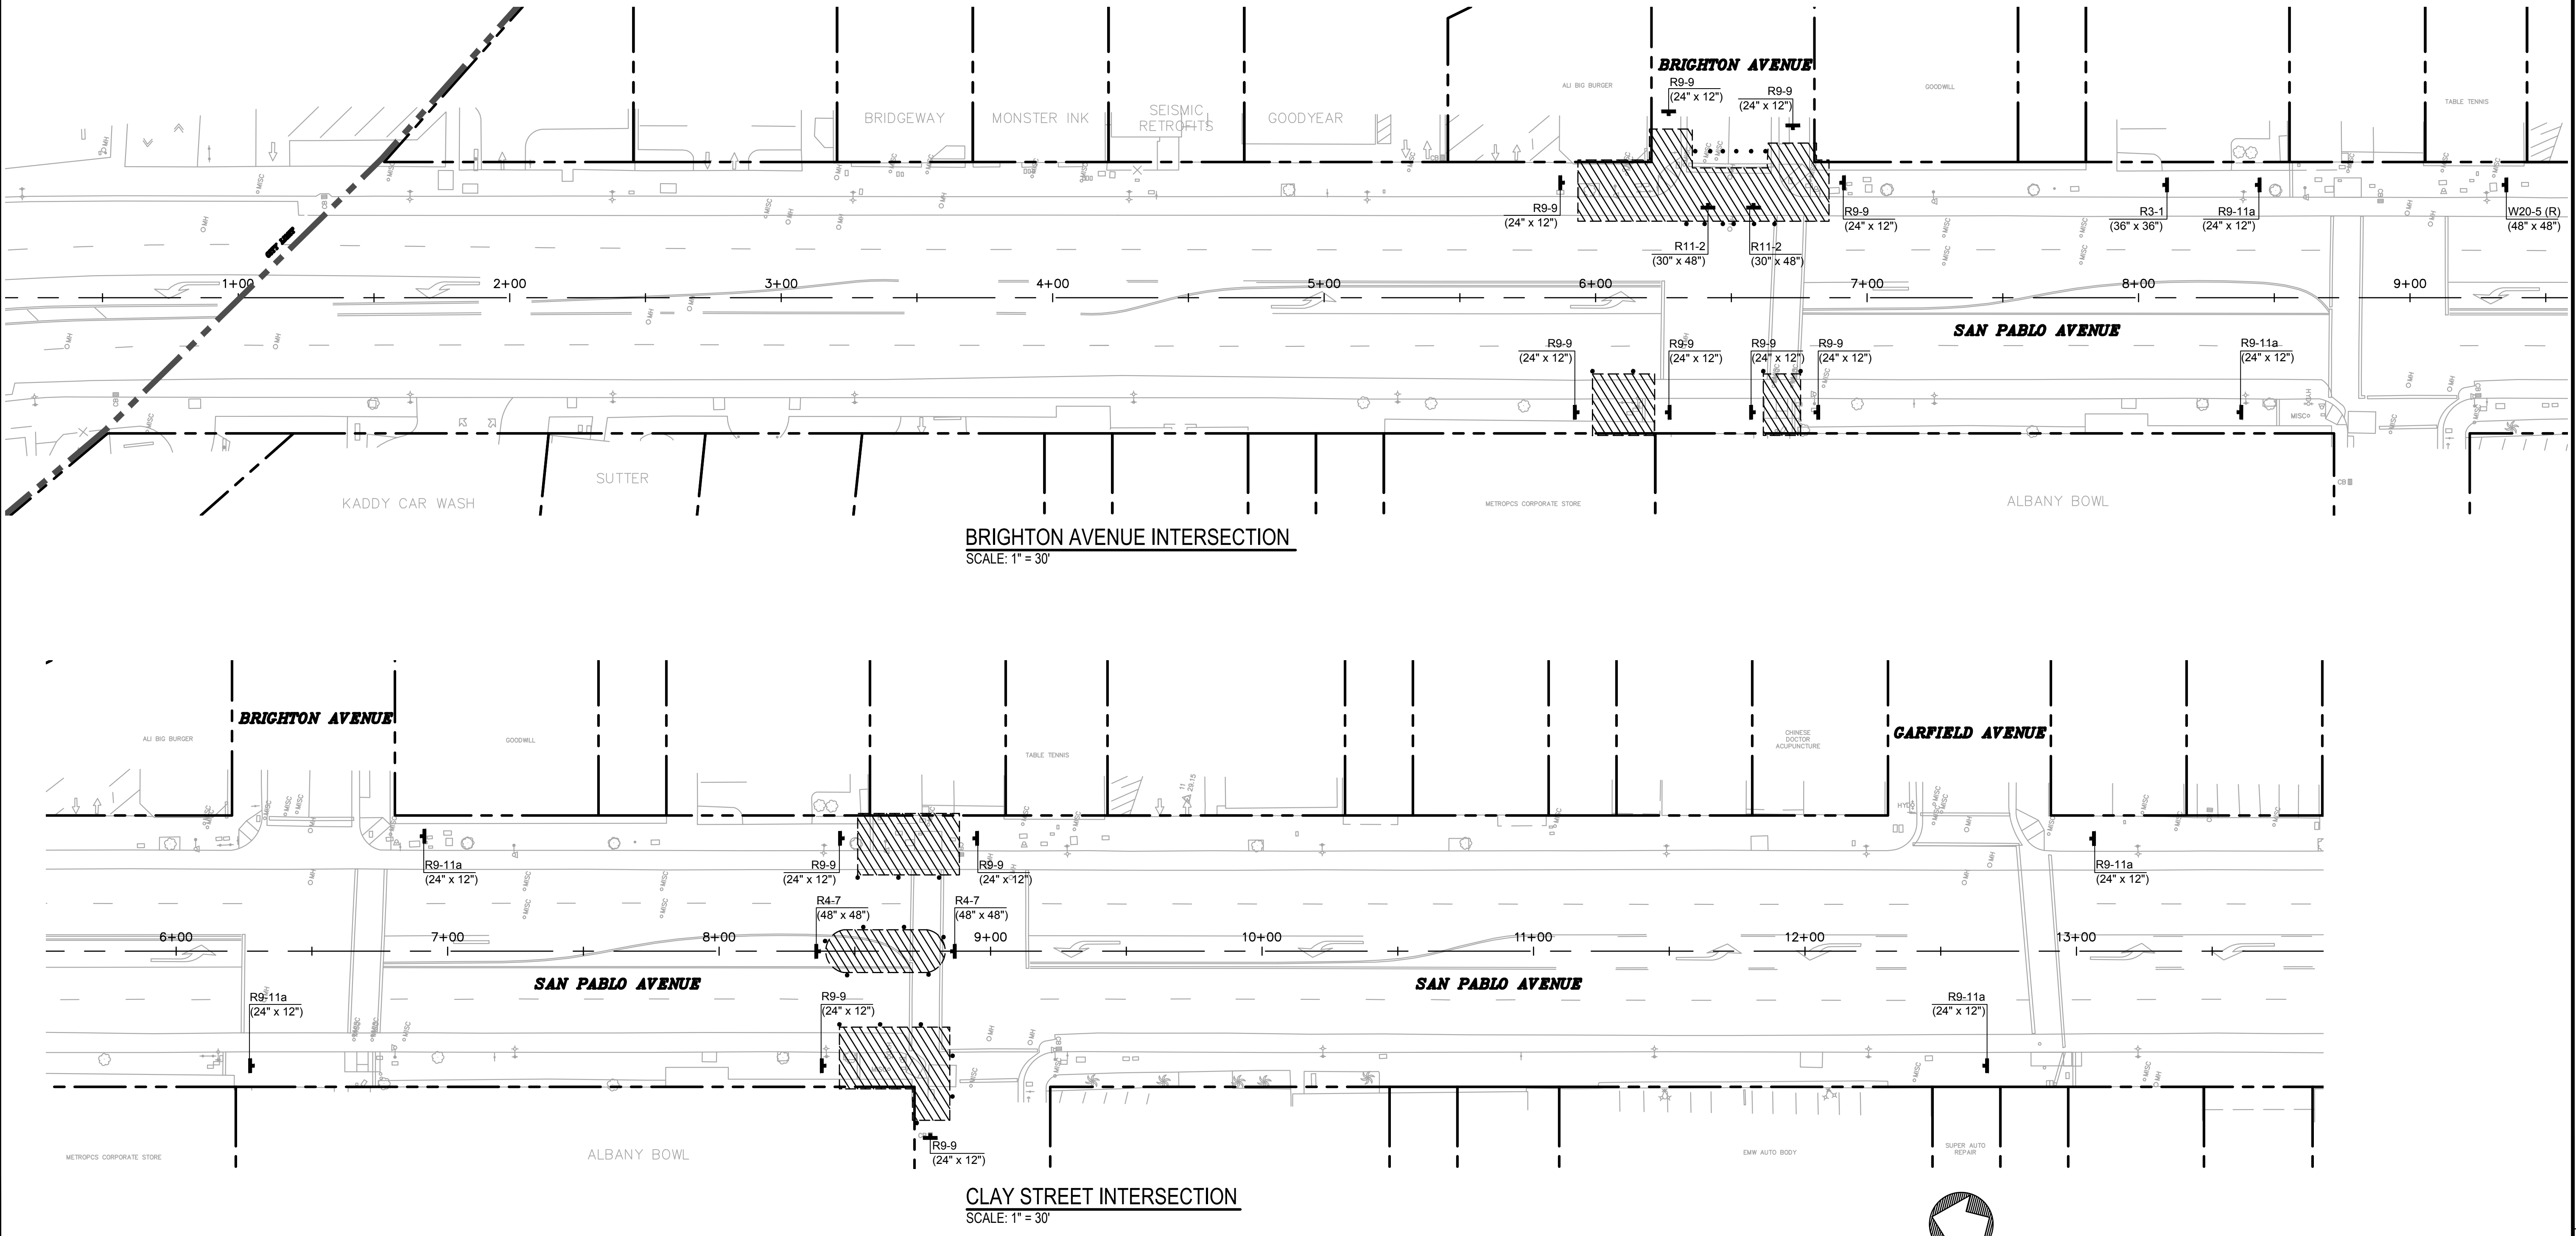 BRIGHTON AVENUE
ALI BIG BURGER
R9-9
(24" x 12")
R9-9
(24" x 12")
GOODWILL
TABLE TENNIS
BRIDGEWAY
MONSTER INK
SEISMIC
RETROFITS
GOODYEAR
MH
MISC
CB
R9-9
(24" x 12")
R9-9
(24" x 12")
R3-1
(36" x 36")
R9-11a
(24" x 12")
W20-5 (R)
(48" x 48")
R11-2
(30" x 48")
R11-2
(30" x 48")
1+00
2+00
3+00
4+00
5+00
6+00
7+00
8+00
9+00
SAN PABLO AVENUE
R9-9
(24" x 12")
R9-9
(24" x 12")
R9-9
(24" x 12")
R9-9
(24" x 12")
R9-11a
(24" x 12")
KADDY CAR WASH
SUTTER
METROPCS CORPORATE STORE
ALBANY BOWL
CB
BRIGHTON AVENUE INTERSECTION
SCALE: 1" = 30'
BRIGHTON AVENUE
ALI BIG BURGER
GOODWILL
TABLE TENNIS
CHINESE
DOCTOR
ACUPUNCTURE
GARFIELD AVENUE
11
29.15
HYD
MISC
MH
R9-11a
(24" x 12")
R9-9
(24" x 12")
R9-9
(24" x 12")
R9-11a
(24" x 12")
R4-7
(48" x 48")
R4-7
(48" x 48")
6+00
7+00
8+00
9+00
10+00
11+00
12+00
13+00
SAN PABLO AVENUE
SAN PABLO AVENUE
R9-11a
(24" x 12")
R9-9
(24" x 12")
R9-11a
(24" x 12")
R9-9
(24" x 12")
METROPCS CORPORATE STORE
ALBANY BOWL
EMW AUTO BODY
SUPER AUTO
REPAIR
CLAY STREET INTERSECTION
SCALE: 1" = 30'